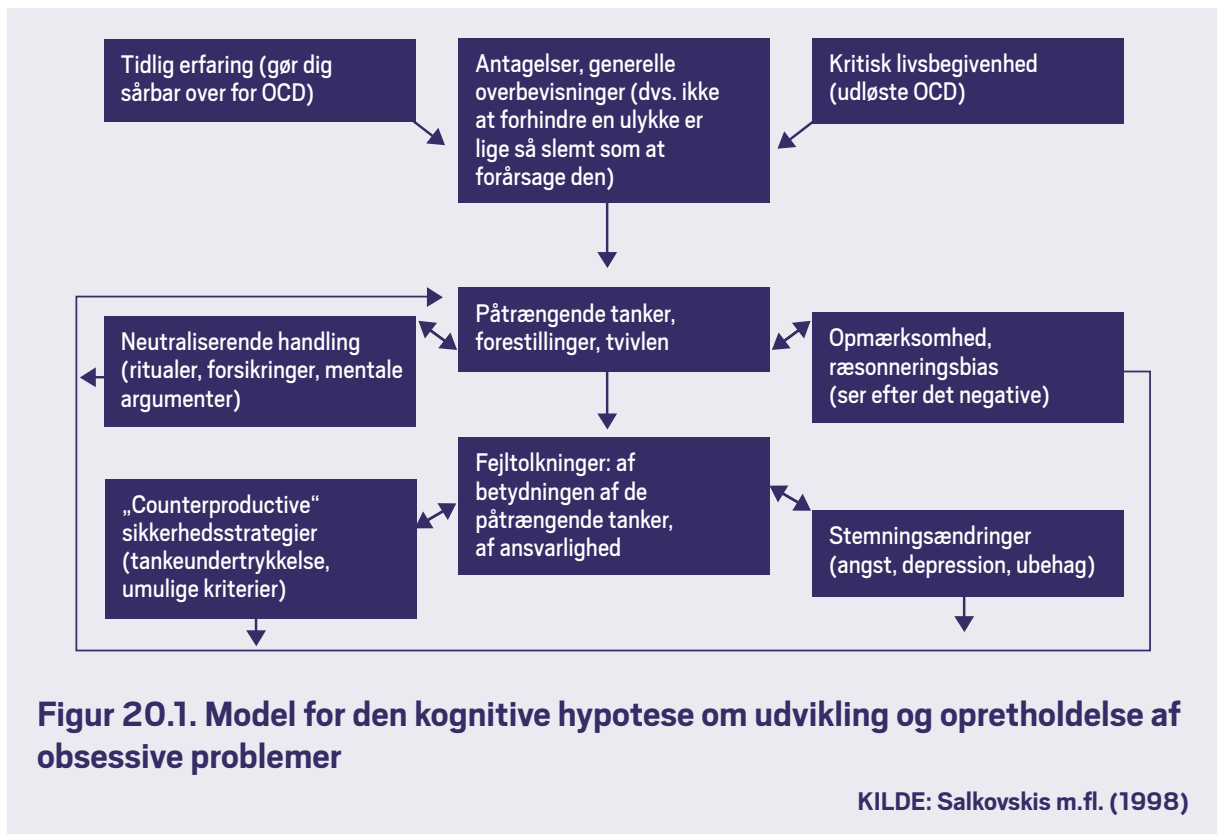 Tidlig erfaring (gør dig
sårbar over for OCD)
Antagelser, generelle
overbevisninger (dvs. ikke
at forhindre en ulykke er
lige så slemt som at
forårsage den)
Kritisk livsbegivenhed
(udløste OCD)
Påtrængende tanker,
forestillinger, tvivlen
Neutraliserende handling
(ritualer, forsikringer, mentale
argumenter)
Opmærksomhed,
ræsonneringsbias
(ser efter det negative)
Fejltolkninger: af
betydningen af de
påtrængende tanker,
af ansvarlighed
„Counterproductive“
sikkerhedsstrategier
(tankeundertrykkelse,
umulige kriterier)
Stemningsændringer
(angst, depression, ubehag)
Figur 20.1. Model for den kognitive hypotese om udvikling og opretholdelse af
obsessive problemer
KILDE: Salkovskis m.fl. (1998)